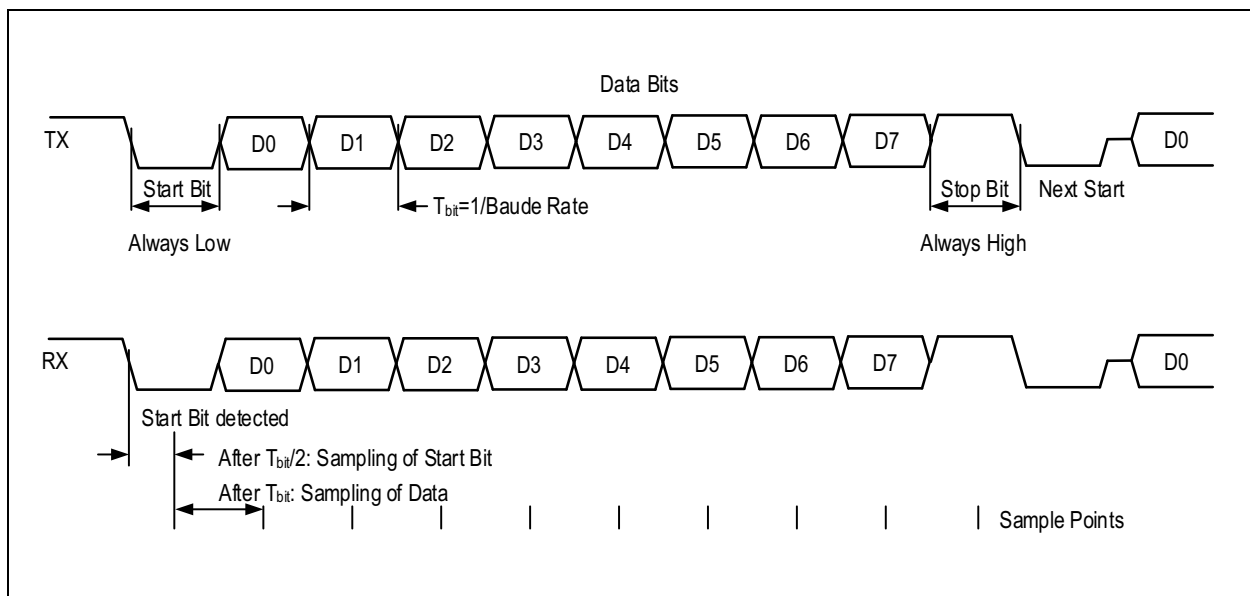 Data Bits
TX D0 D1 D2 D3 D4 D5 D6 D7 D0
Start Bit Stop Bit Next Start
Tbit=1/Baude Rate
Always Low Always High
RX D0 D1 D2 D3 D4 D5 D6 D7 D0
Start Bit detected
After Tbit/2: Sampling of Start Bit
After Tbit: Sampling of Data
Sample Points